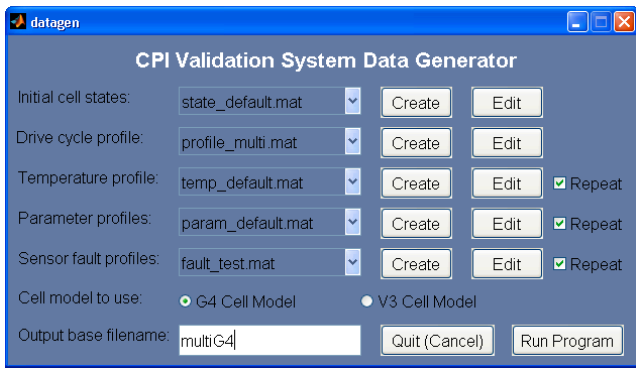 datagen
CPI Validation System Data Generator
Initial cell states: state_default.mat Create Edit
Drive cycle profile: profile_multi.mat Create Edit
Temperature profile: temp_default.mat Create Edit Repeat
Parameter profiles: param_default.mat Create Edit Repeat
Sensor fault profiles: fault_test.mat Create Edit Repeat
Cell model to use: G4 Cell Model V3 Cell Model
Output base filename: multiG4 Quit (Cancel) Run Program